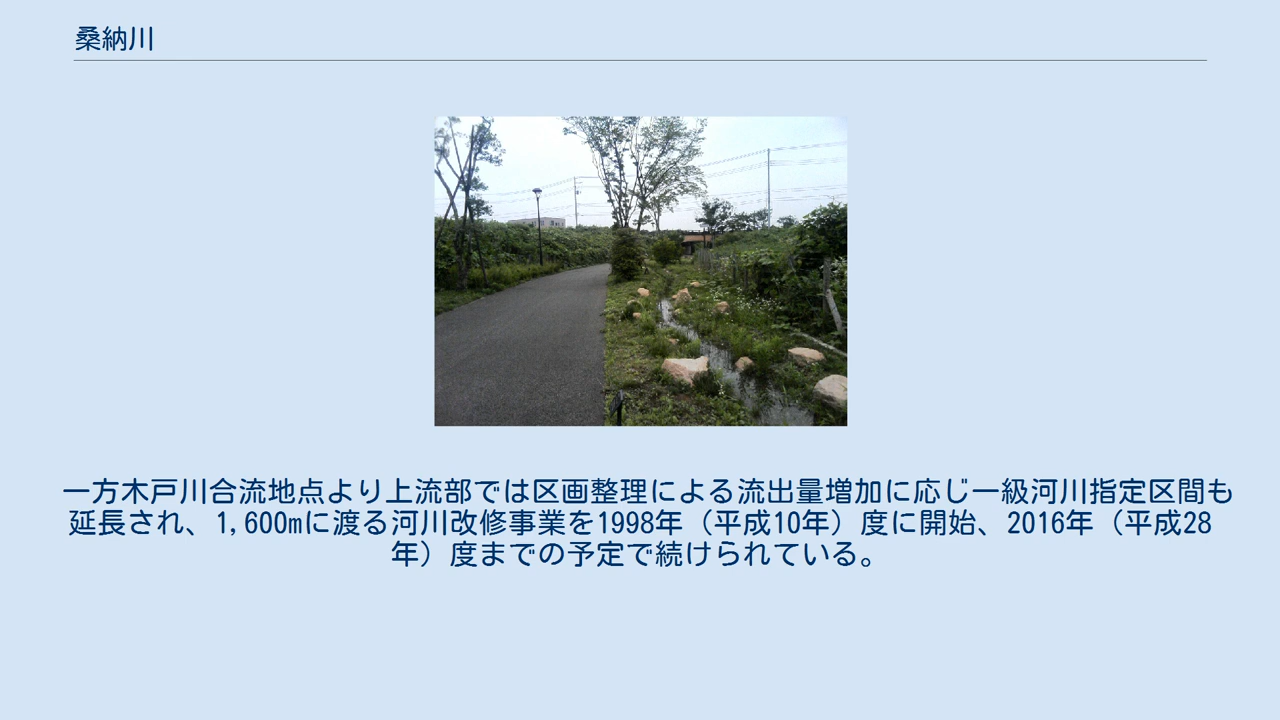 桑納川
一方木戸川合流地点より上流部では区画整理による流出量増加に応じ一級河川指定区間も
延長され、1,600mに渡る河川改修事業を1998年（平成10年）度に開始、2016年（平成28
年）度までの予定で続けられている。